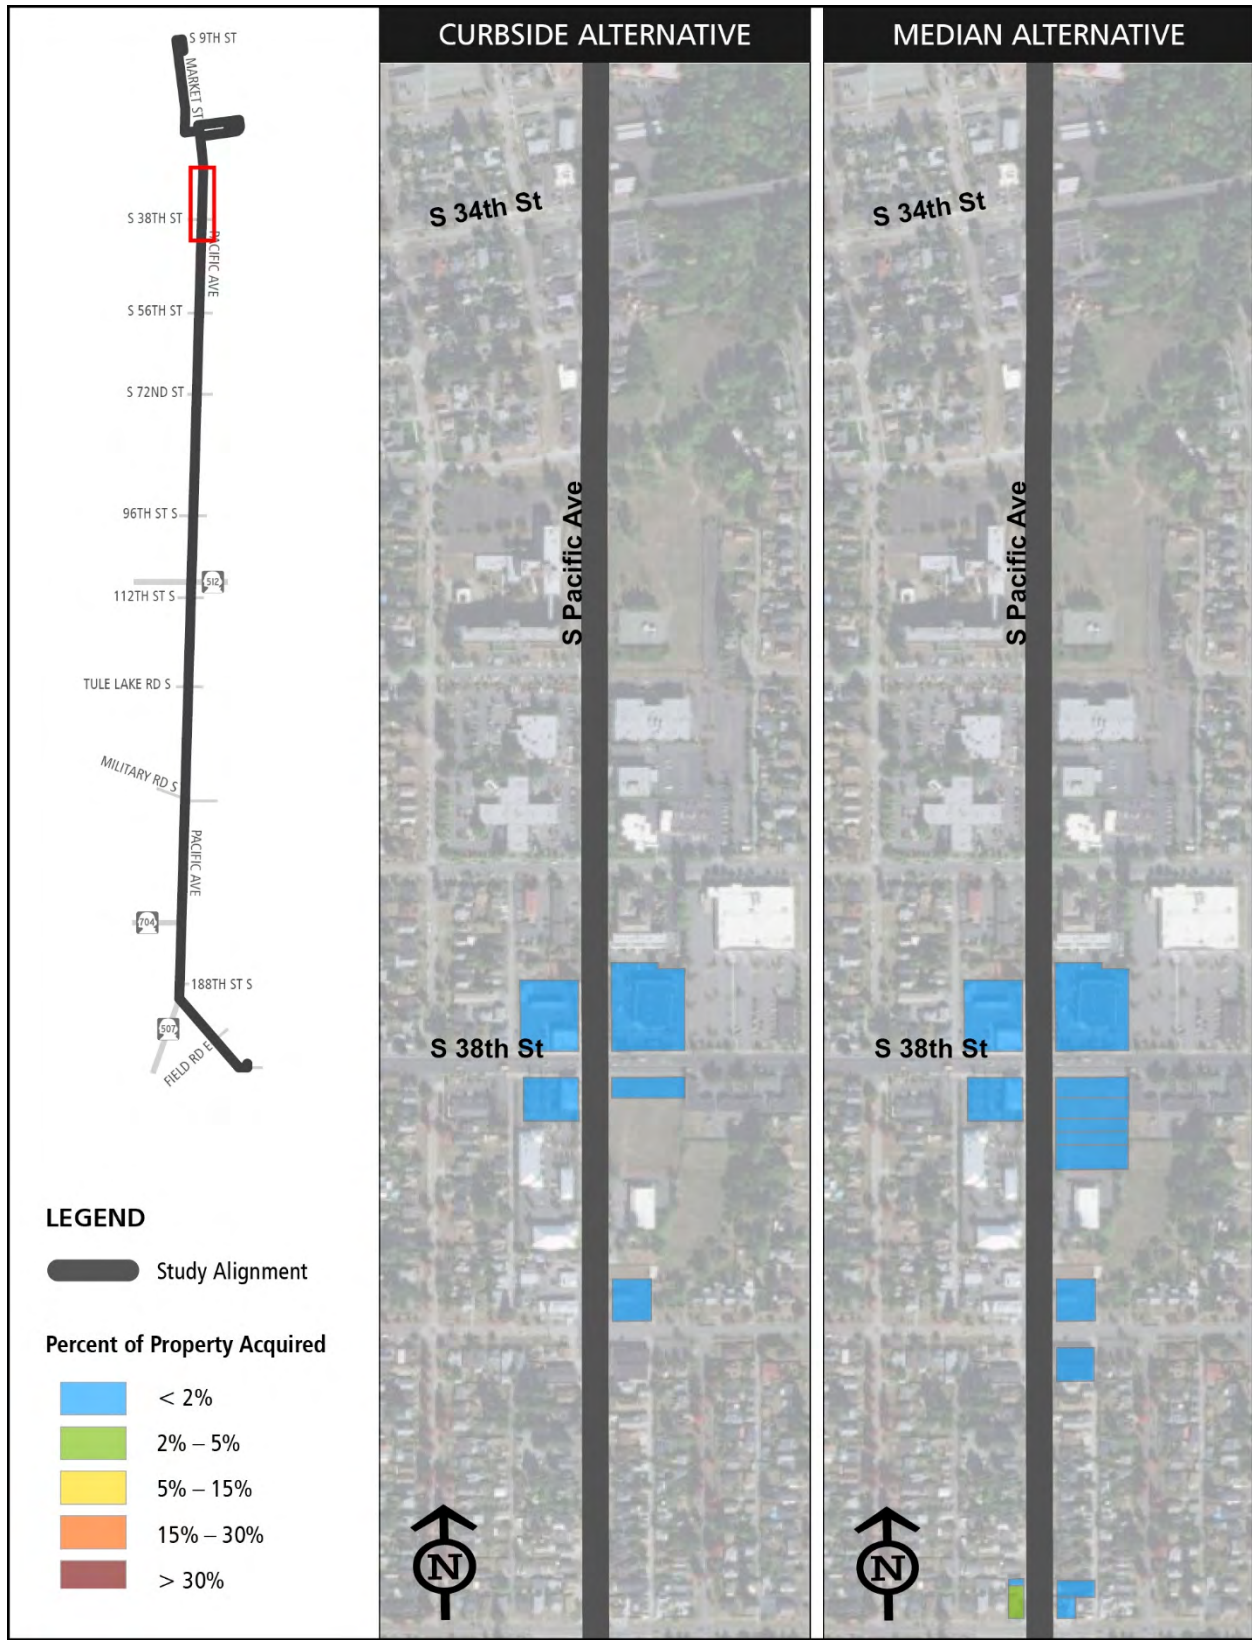 S 9TH ST
MARKET ST
S 38TH ST
PACIFIC AVE
S 56TH ST
S 72ND ST
96TH ST S
512
112TH ST S
TULE LAKE RD S
MILITARY RD S
PACIFIC AVE
704
188TH ST S
507
FIELD RD E
LEGEND
Study Alignment
Percent of Property Acquired
< 2%
2% – 5%
5% – 15%
15% – 30%
> 30%
CURBSIDE ALTERNATIVE
S 34th St
S Pacific Ave
S 38th St
N
MEDIAN ALTERNATIVE
S 34th St
S Pacific Ave
S 38th St
N